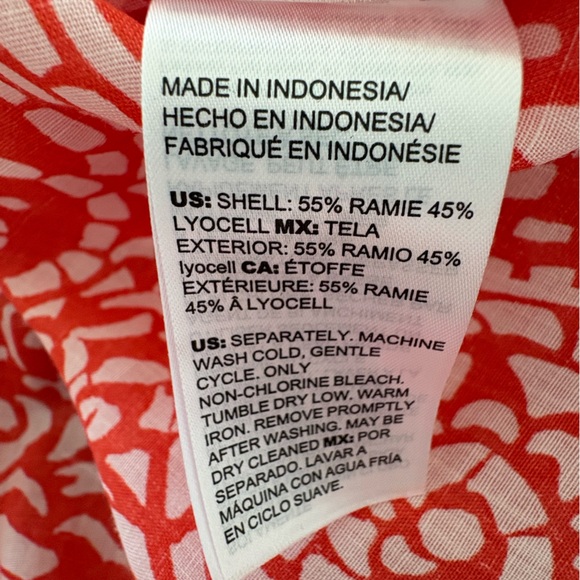 MADE IN INDONESIA/
HECHO EN INDONESIA/
FABRIQUÉ EN INDONÉSIE
US: SHELL: 55% RAMIE 45%
LYOCELL MX: TELA
EXTERIOR: 55% RAMIO 45%
lyocell CA: ÉTOFFE
EXTÉRIEURE: 55% RAMIE
45% Â LYOCELL
US: SEPARATELY. MACHINE
WASH COLD, GENTLE
CYCLE. ONLY
NON-CHLORINE BLEACH.
TUMBLE DRY LOW. WARM
IRON. REMOVE PROMPTLY
AFTER WASHING. MAY BE
DRY CLEANED MX: POR
SEPARADO. LAVAR A
MÁQUINA CON AGUA FRÍA
EN CICLO SUAVE.